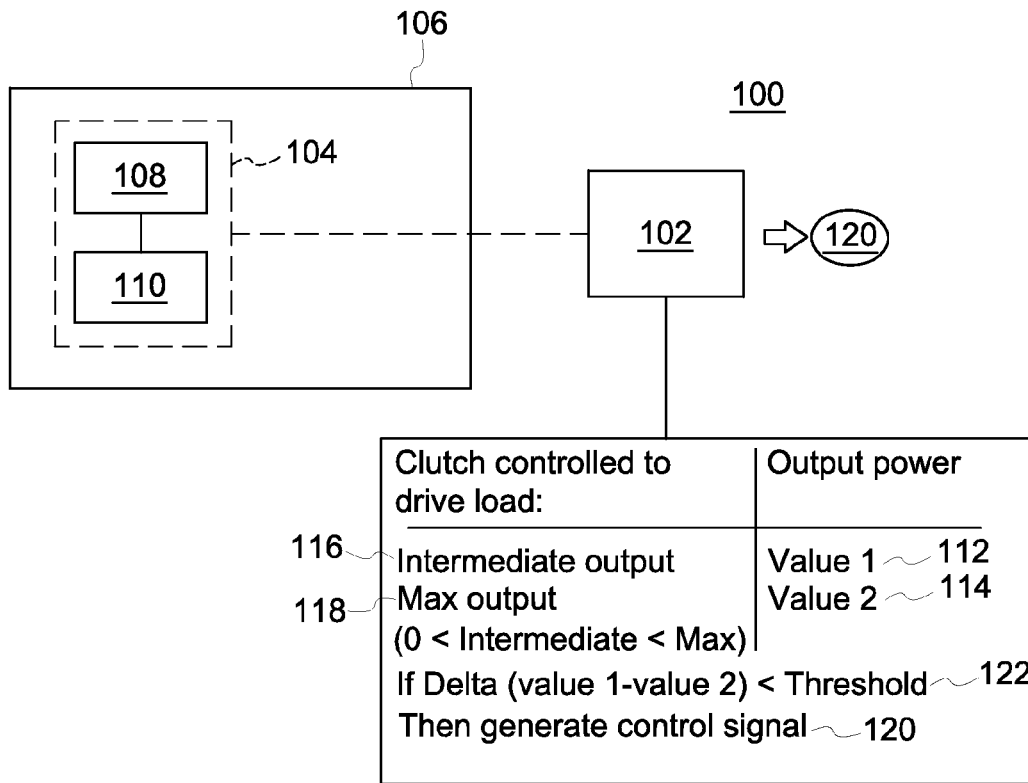 106
100
104
108
102
120
110
Clutch controlled to Output power
drive load:
116 Intermediate output Value 1 112
118 Max output Value 2 114
(0 < Intermediate < Max)
If Delta (value 1-value 2) < Threshold 122
Then generate control signal 120